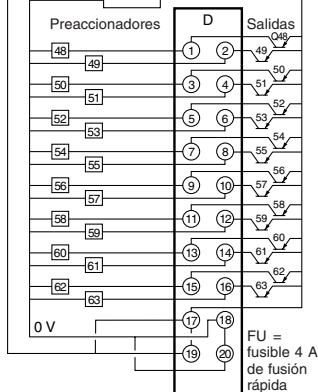 Preaccionadores D Salidas
Q48
48 1 2 49
49
50 3 4 50
51 51
52 5 6 52
53 53
54 7 8 54
55 55
56 9 10 56
57 57
58 11 12 58
59 59
60 13 14 60
61 61
62 15 16 62
63 63
0 V 17 18
19 20
FU =
fusible 4 A
de fusión
rápida